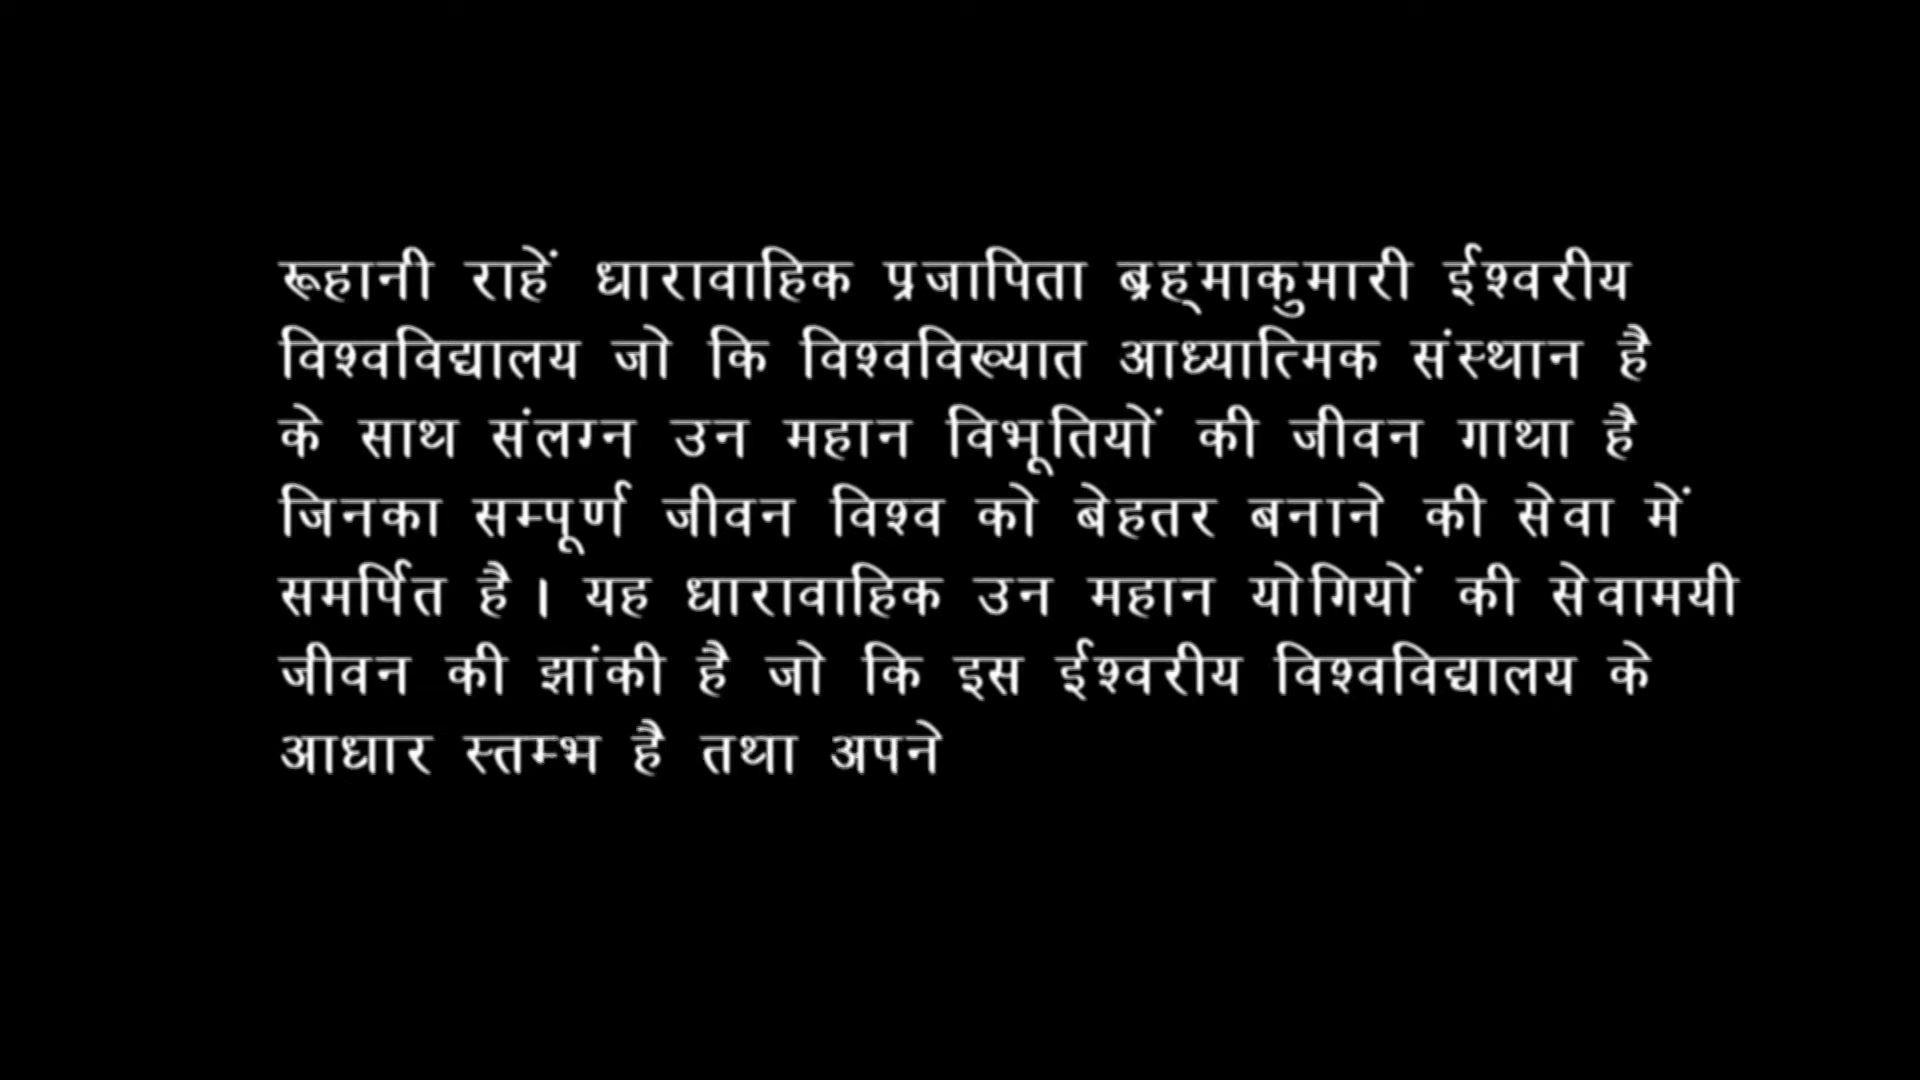 रूहानी राहें धारावाहिक प्रजापिता ब्रह्माकुमारी ईश्वरीय
विश्वविद्यालय जो कि विश्वविख्यात आध्यात्मिक संस्थान है
के साथ संलग्न उन महान विभूतियों की जीवन गाथा है
जिनका सम्पूर्ण जीवन विश्व को बेहतर बनाने की सेवा में
समर्पित है। यह धारावाहिक उन महान योगियों की सेवामयी
जीवन की झांकी है जो कि इस ईश्वरीय विश्वविद्यालय के
आधार स्तम्भ है तथा अपने